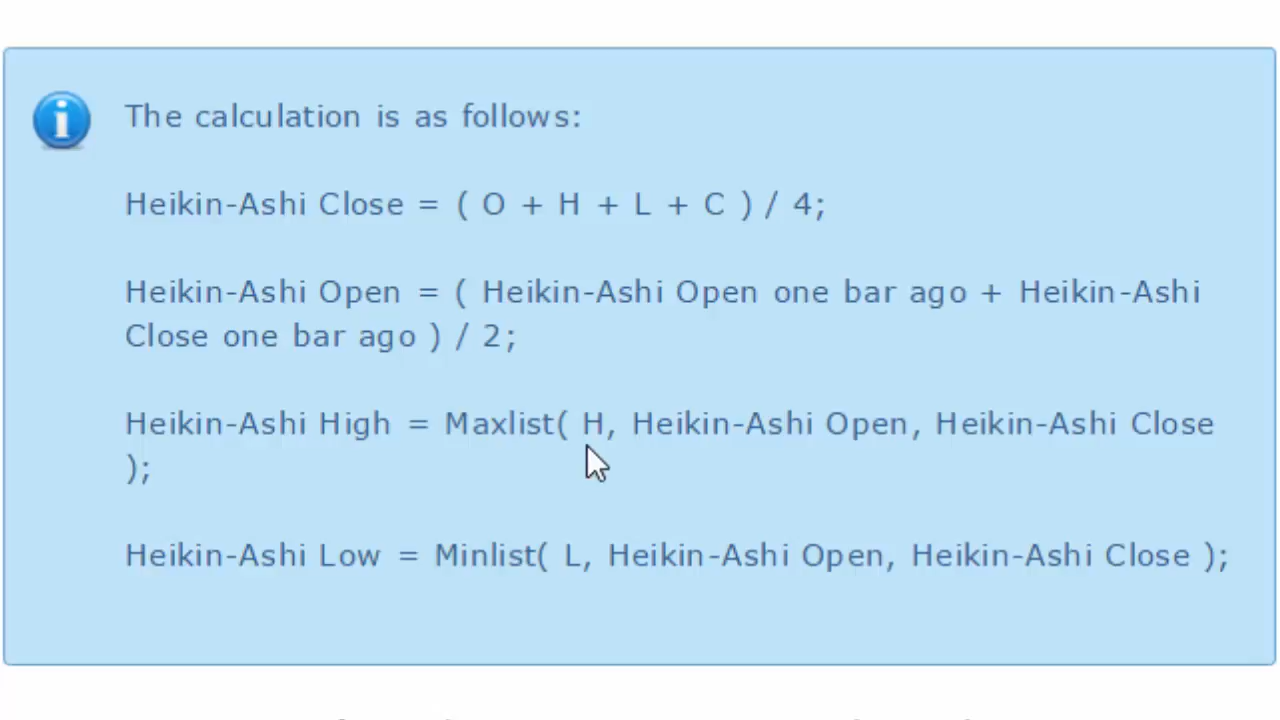 The calculation is as follows:
Heikin-Ashi Close = ( O + H + L + C ) / 4;
Heikin-Ashi Open = ( Heikin-Ashi Open one bar ago + Heikin-Ashi
Close one bar ago ) / 2;
Heikin-Ashi High = Maxlist( H, Heikin-Ashi Open, Heikin-Ashi Close
);
Heikin-Ashi Low = Minlist( L, Heikin-Ashi Open, Heikin-Ashi Close );